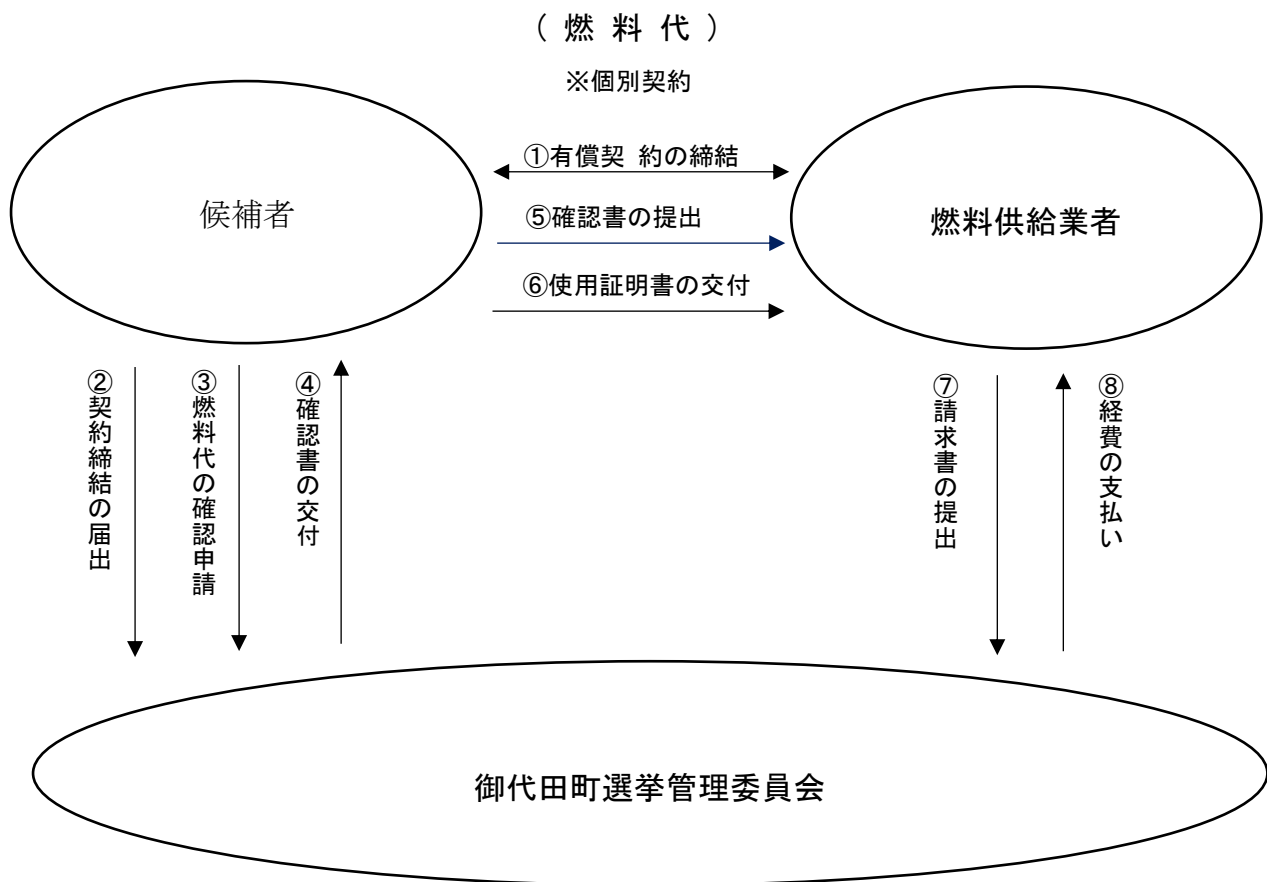 (燃料代)
※個別契約
①有償契 約の締結
候補者
⑤確認書の提出
燃料供給業者
⑥使用証明書の交付
②契約締結の届出
③燃料代の確認申請
④確認書の交付
⑦請求書の提出
⑧経費の支払い
御代田町選挙管理委員会